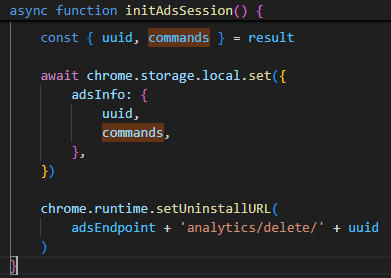 async function initAdsSession() {
const { uuid, commands } = result
await chrome.storage.local.set({
adsInfo: {
uuid,
commands,
},
})
chrome.runtime.setUninstallURL(
adsEndpoint + 'analytics/delete/' + uuid
)
}